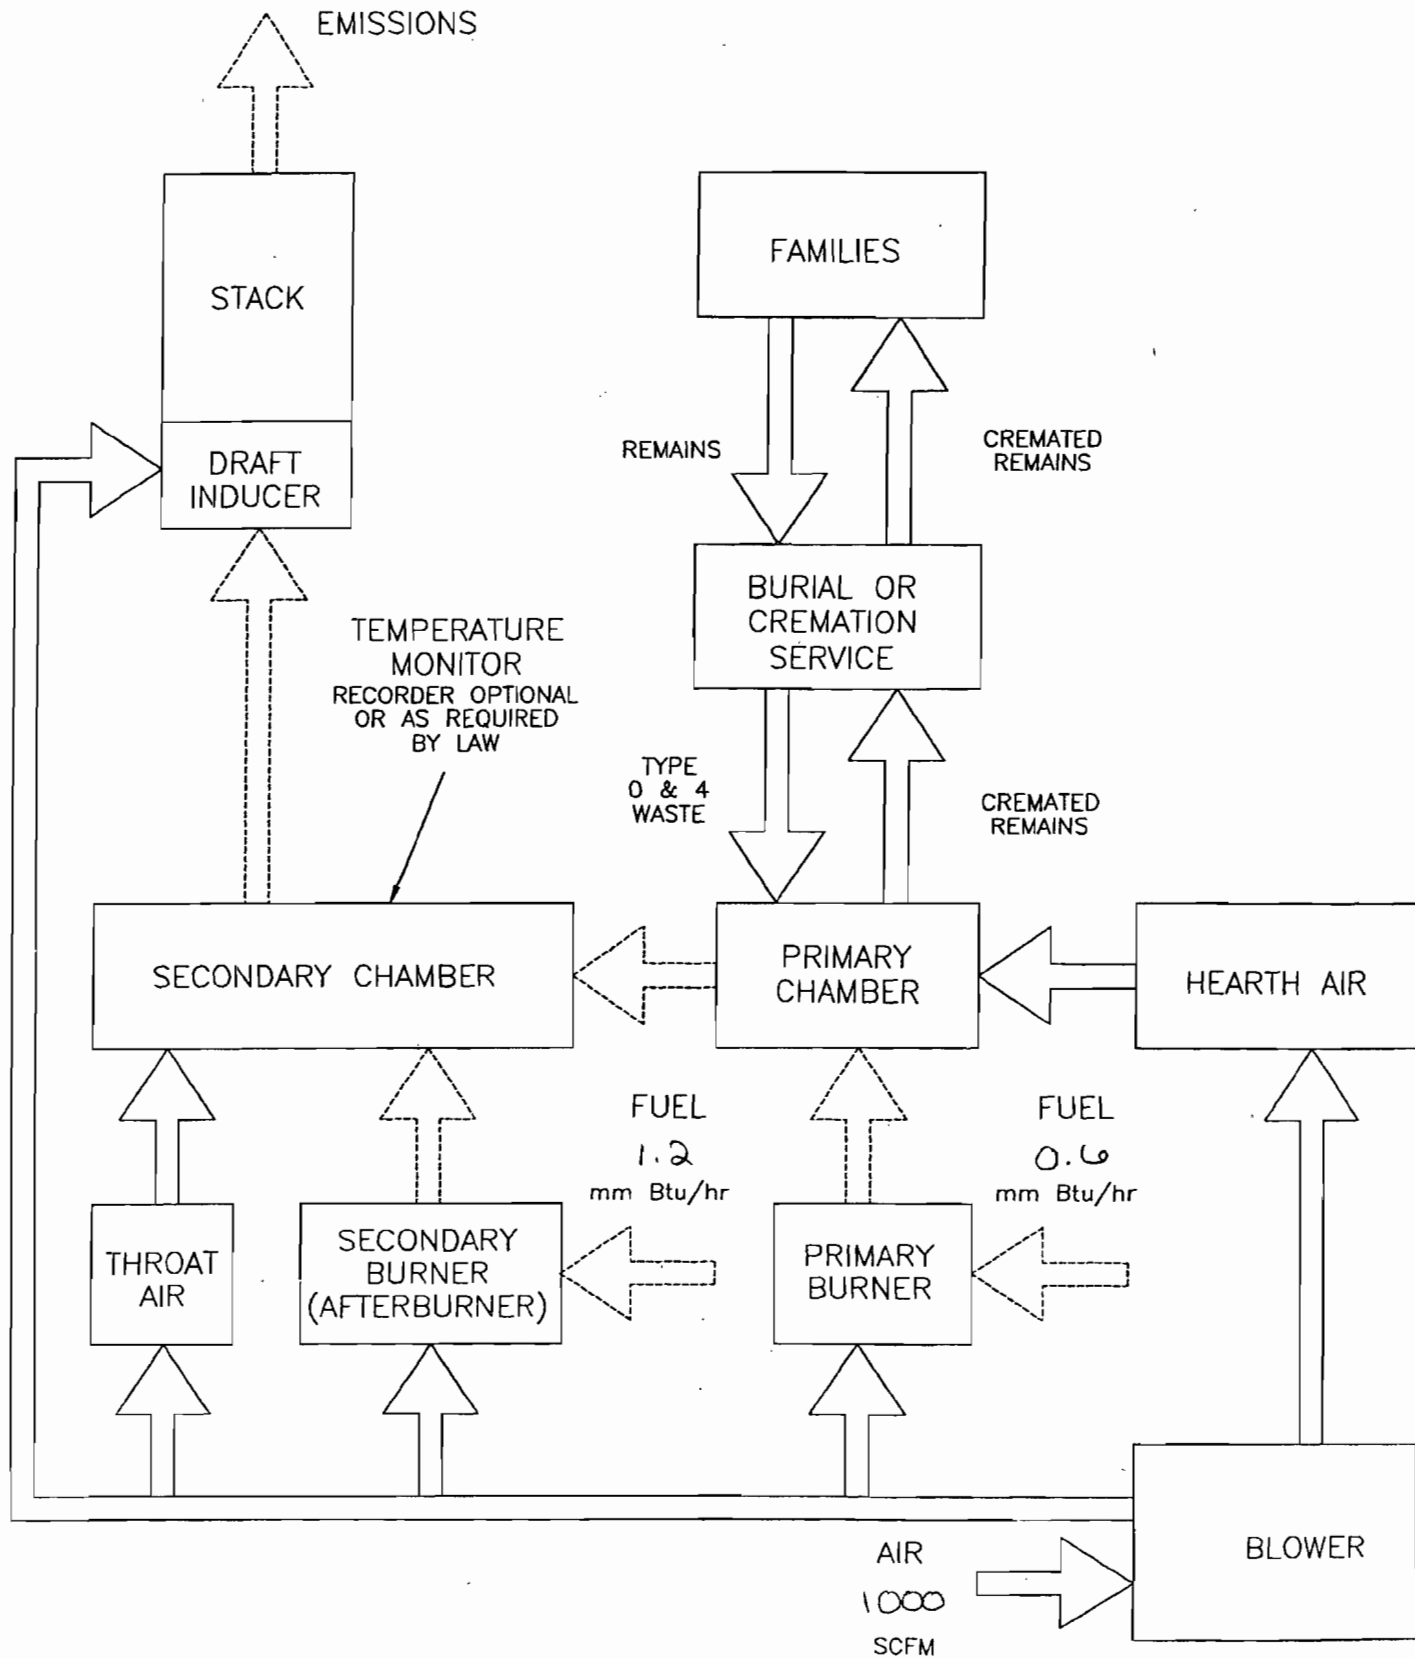 EMISSIONS
STACK
FAMILIES
DRAFT
INDUCER
REMAINS
CREMATED
REMAINS
BURIAL OR
CREMATION
SERVICE
TEMPERATURE
MONITOR
RECORDER OPTIONAL
OR AS REQUIRED
BY LAW
TYPE
0 & 4
WASTE
CREMATED
REMAINS
SECONDARY CHAMBER
PRIMARY
CHAMBER
HEARTH AIR
FUEL
1.2
mm Btu/hr
FUEL
0.6
mm Btu/hr
THROAT
AIR
SECONDARY
BURNER
(AFTERBURNER)
PRIMARY
BURNER
AIR
1000
SCFM
BLOWER